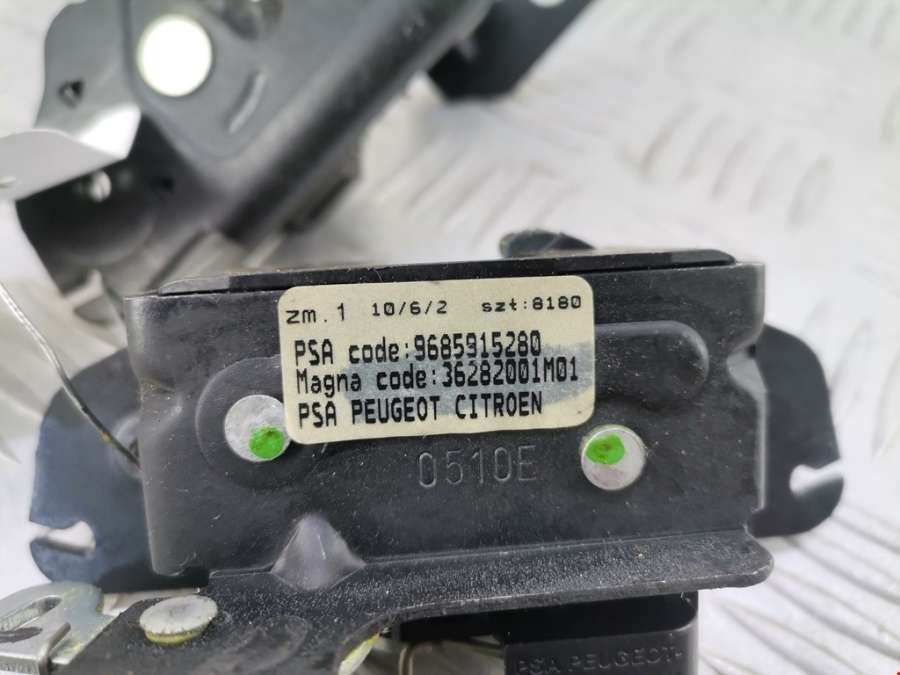 zm.1 10/6/2 szt:8180
PSA code:9685915280
Magna code:36282001M01
PSA PEUGEOT CITROEN
0510E
PSA PEUGEOT-